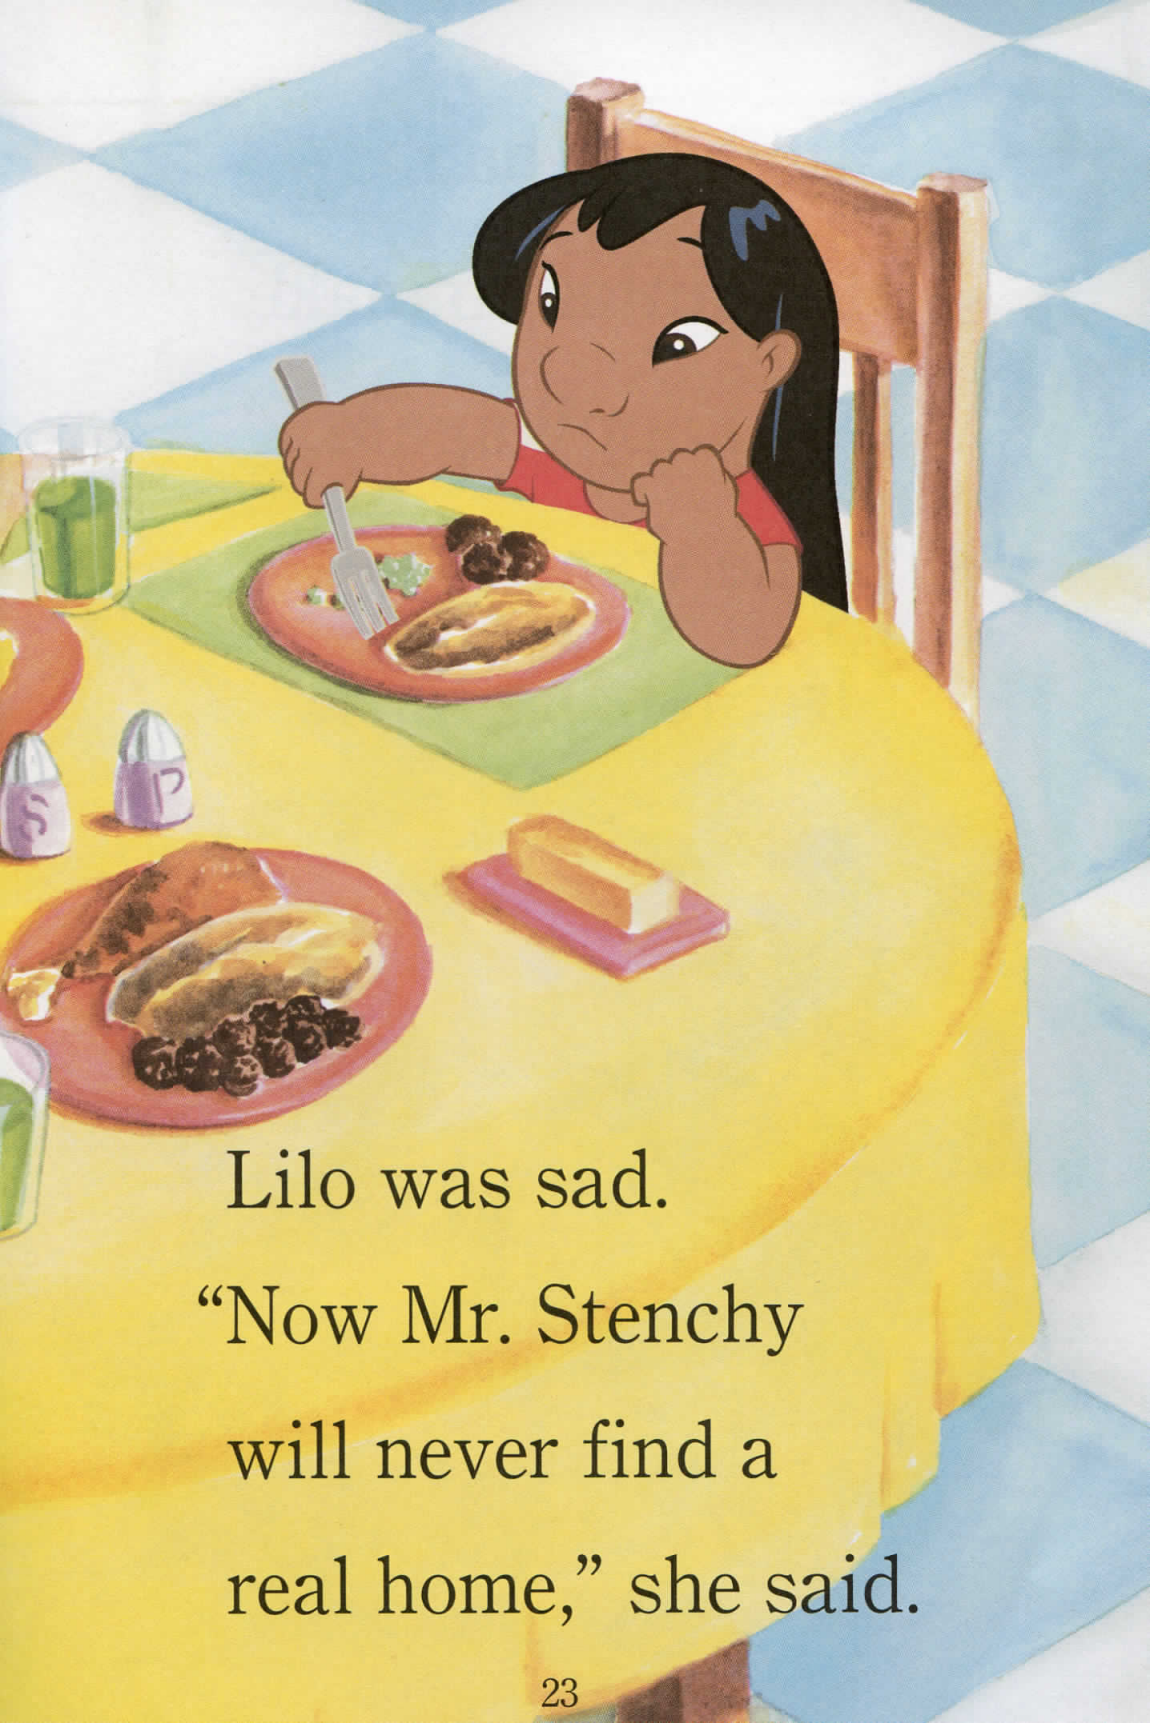 S
P
Lilo was sad.
“Now Mr. Stenchy
will never find a
real home,” she said.
23